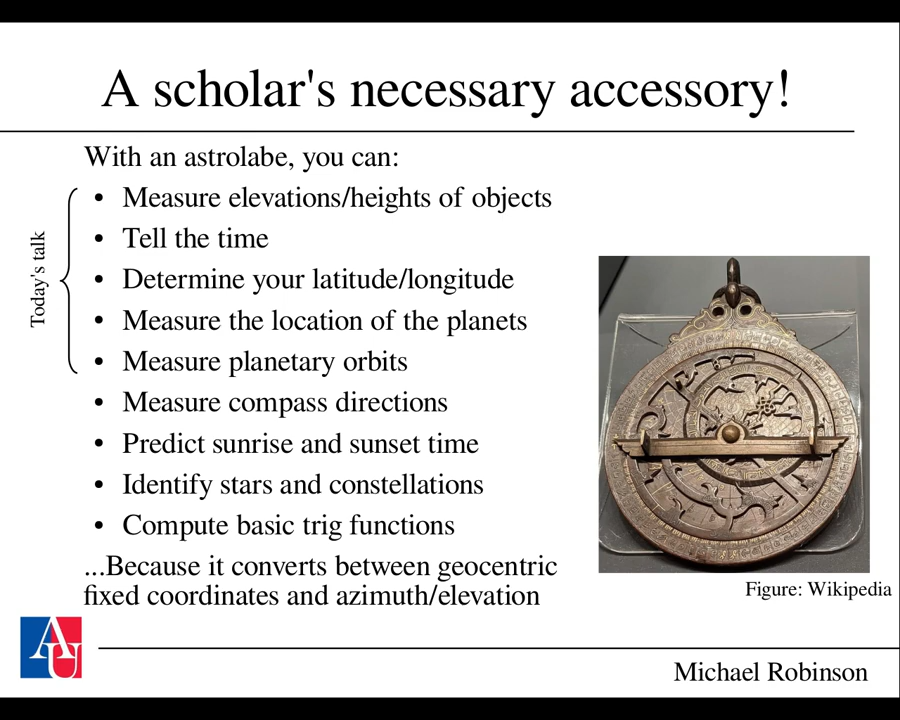 A scholar's necessary accessory!
With an astrolabe, you can:
Today's talk
• Measure elevations/heights of objects
• Tell the time
• Determine your latitude/longitude
• Measure the location of the planets
• Measure planetary orbits
• Measure compass directions
• Predict sunrise and sunset time
• Identify stars and constellations
• Compute basic trig functions
...Because it converts between geocentric
fixed coordinates and azimuth/elevation
Figure: Wikipedia
AU
Michael Robinson